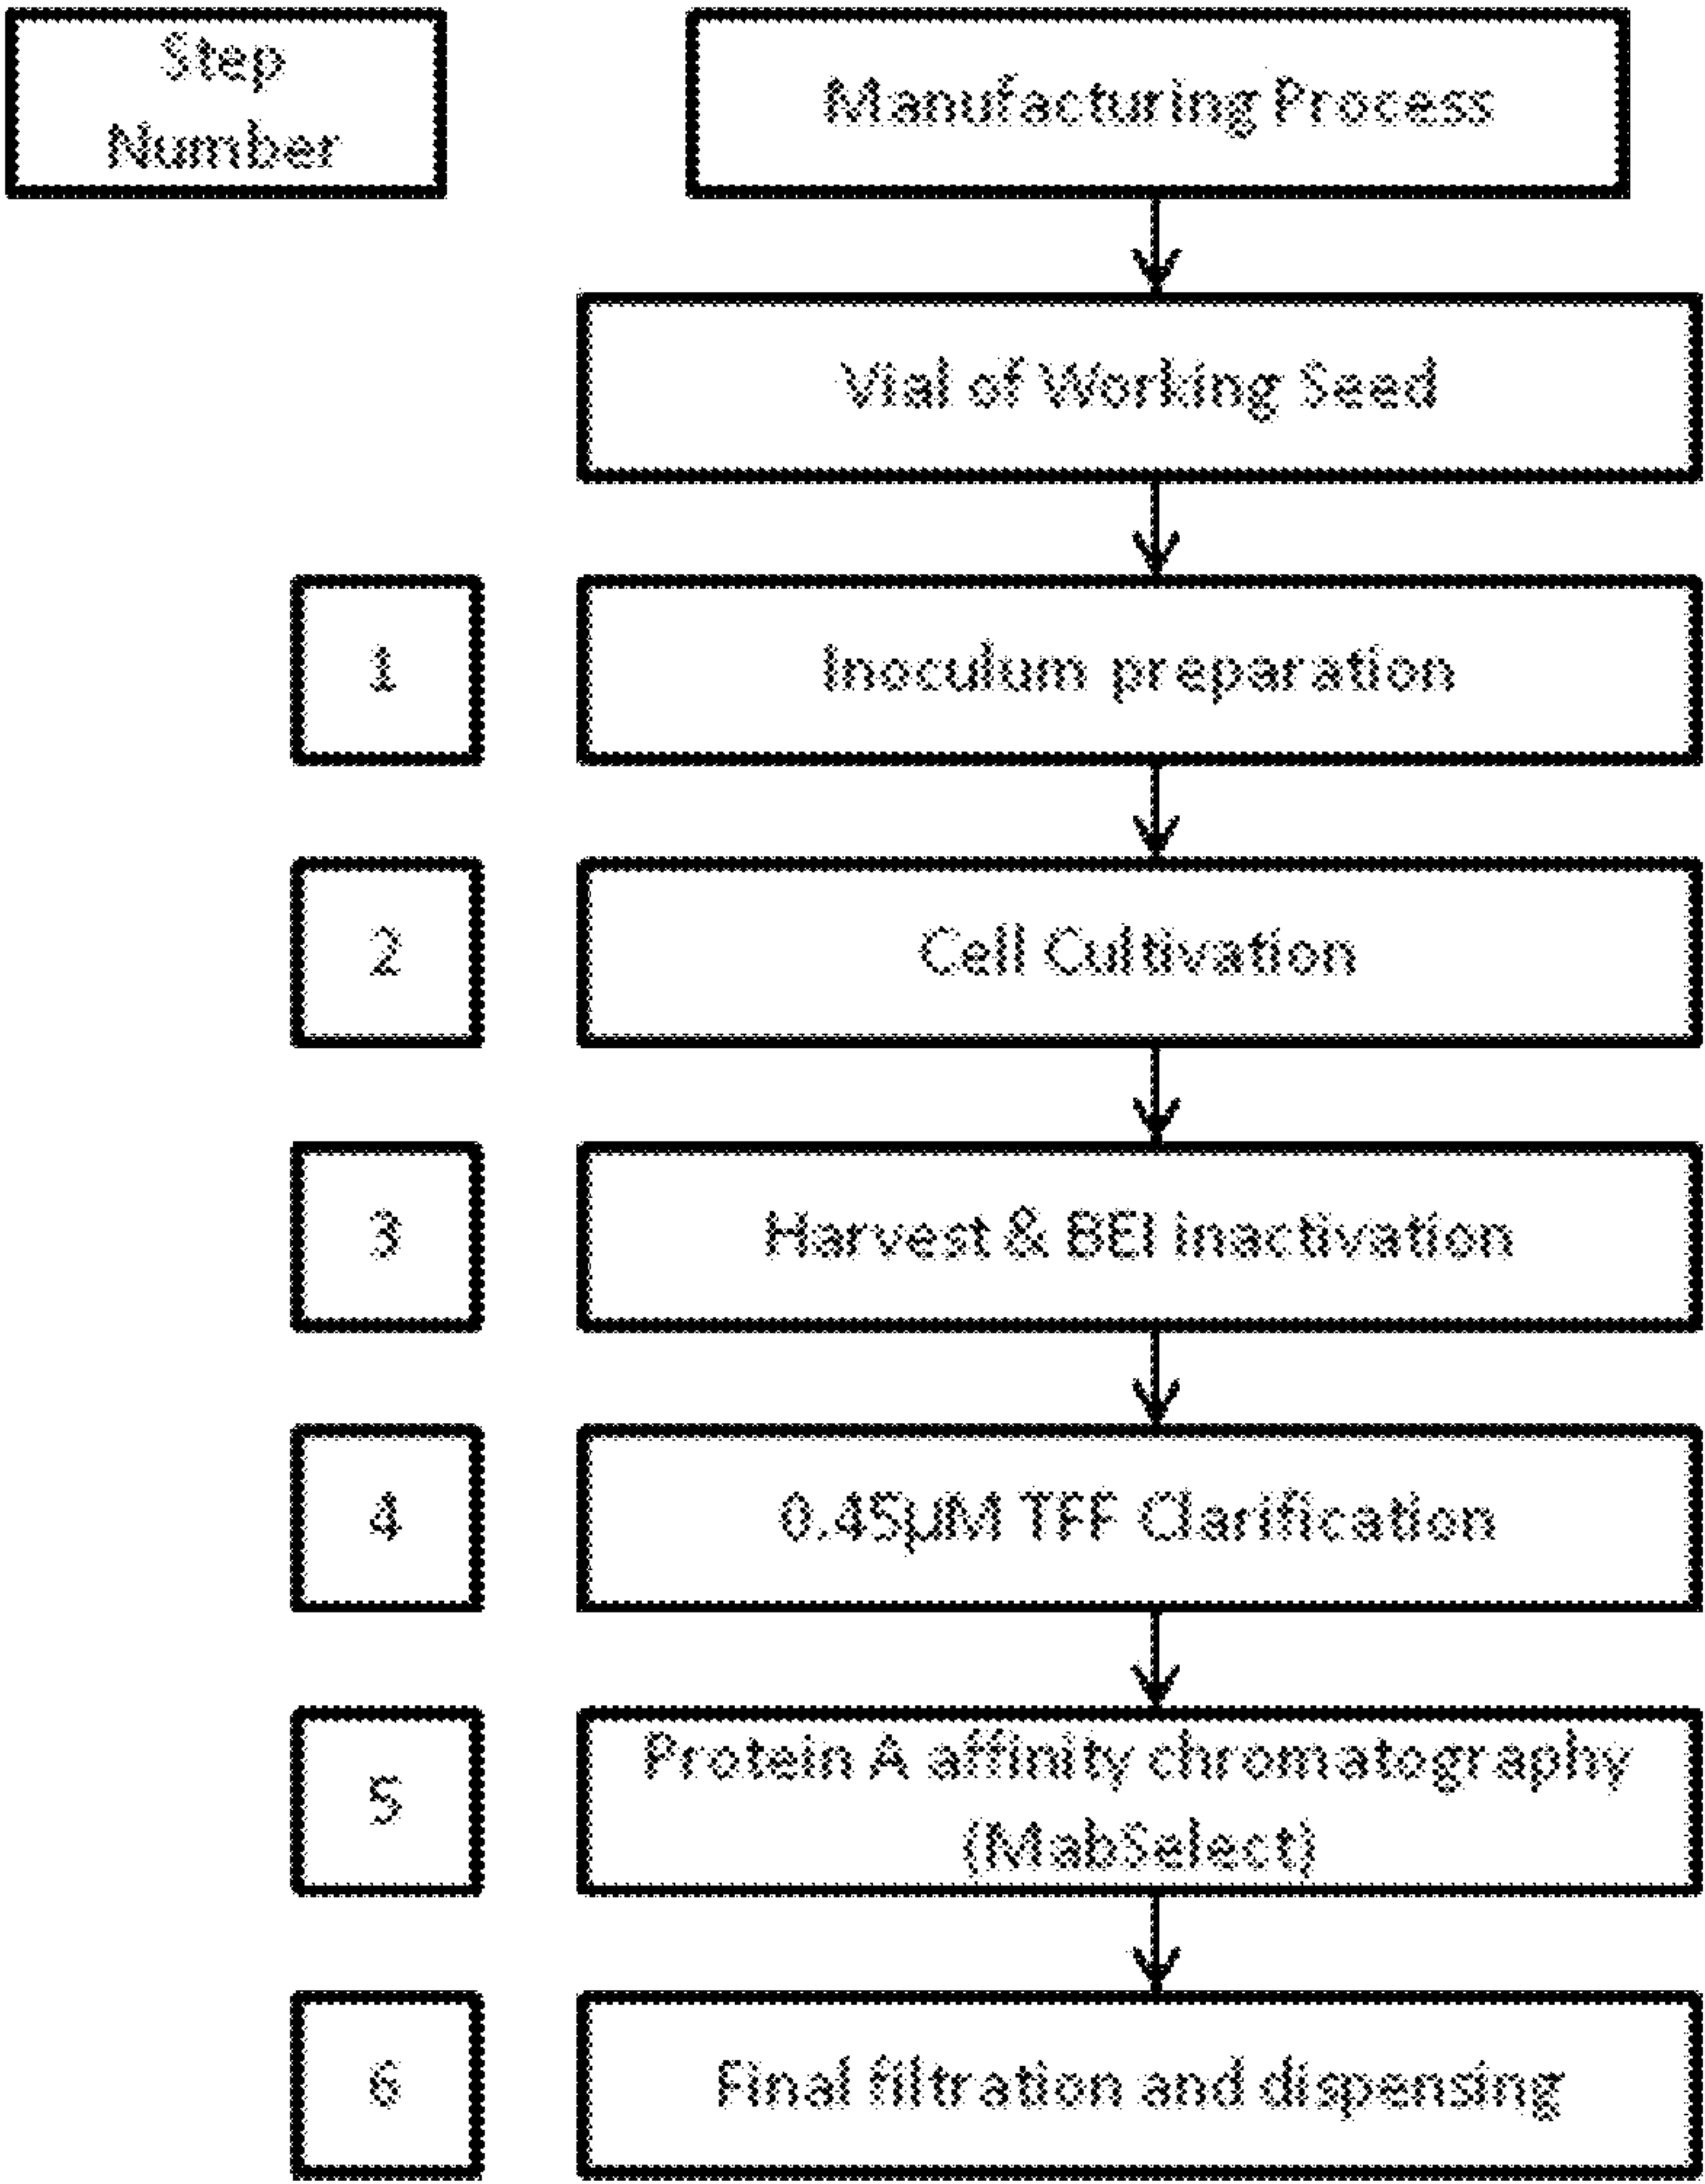 Step
Number
Manufacturing Process
Vial of Working Seed
1
Inoculum preparation
2
Cell Cultivation
3
Harvest & BEI inactivation
4
0.45µM TFF Clarification
5
Protein A affinity chromatography
(MabSelect)
6
Final filtration and dispensing